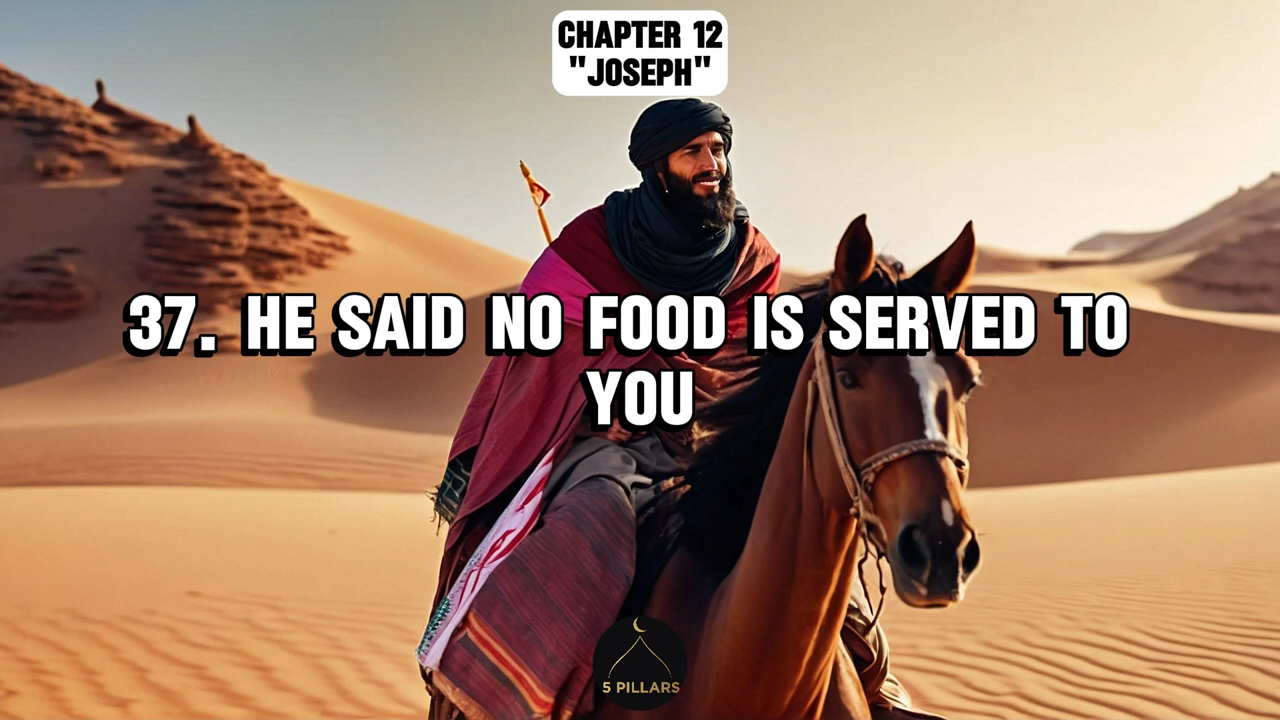 CHAPTER 12
"JOSEPH"
37. HE SAID NO FOOD IS SERVED TO
YOU
5 PILLARS